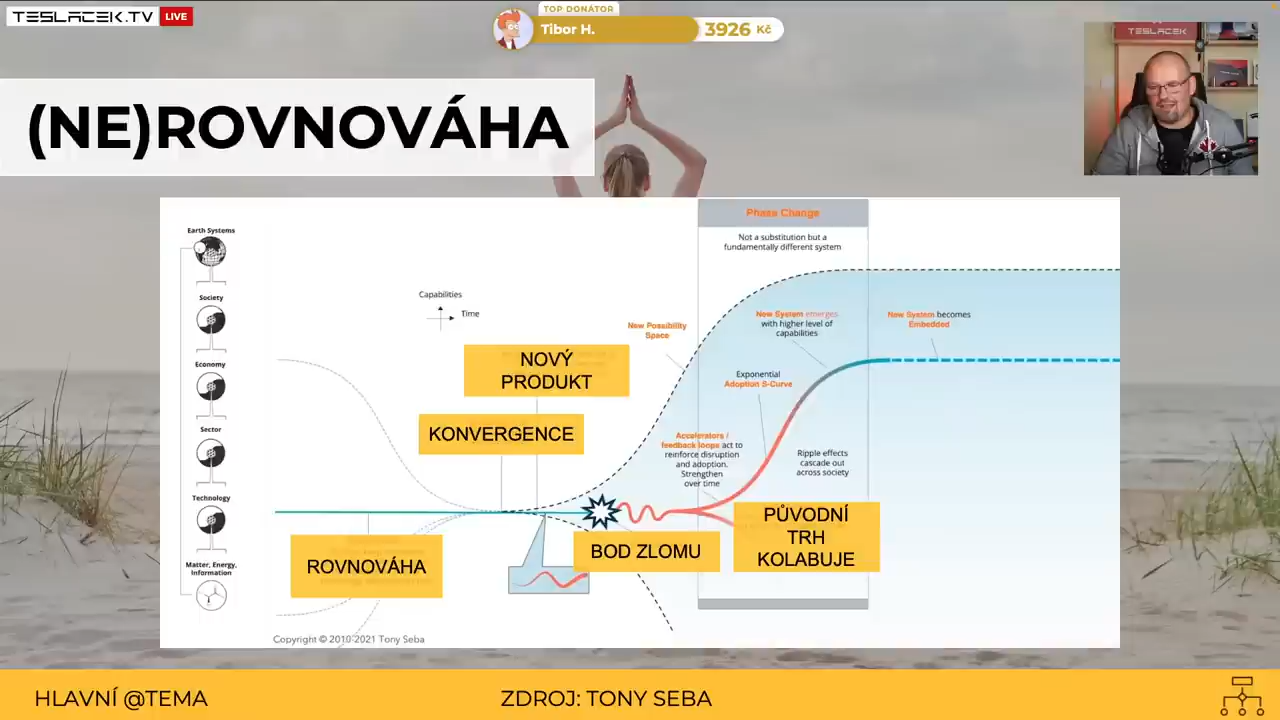 TESLACEK.TV LIVE
TOP DONÁTOR
Tibor H.
3926 Kč
TESLACEK
(NE)ROVNOVÁHA
Phase Change
Not a substitution but a
fundamentally different system
Earth Systems
Society
Economy
Sector
Technology
Matter, Energy,
Information
Capabilities
Time
New Possibility
Space
New System emerges
with higher level of
capabilities
New System becomes
Embedded
NOVÝ
PRODUKT
Exponential
Adoption S-Curve
KONVERGENCE
Accelerators /
feedback loops act to
reinforce disruption
and adoption.
Strengthen
over time
Ripple effects
cascade out
across society
ROVNOVÁHA
BOD ZLOMU
PŮVODNÍ
TRH
KOLABUJE
Copyright © 2010-2021 Tony Seba
HLAVNÍ @TEMA
ZDROJ: TONY SEBA